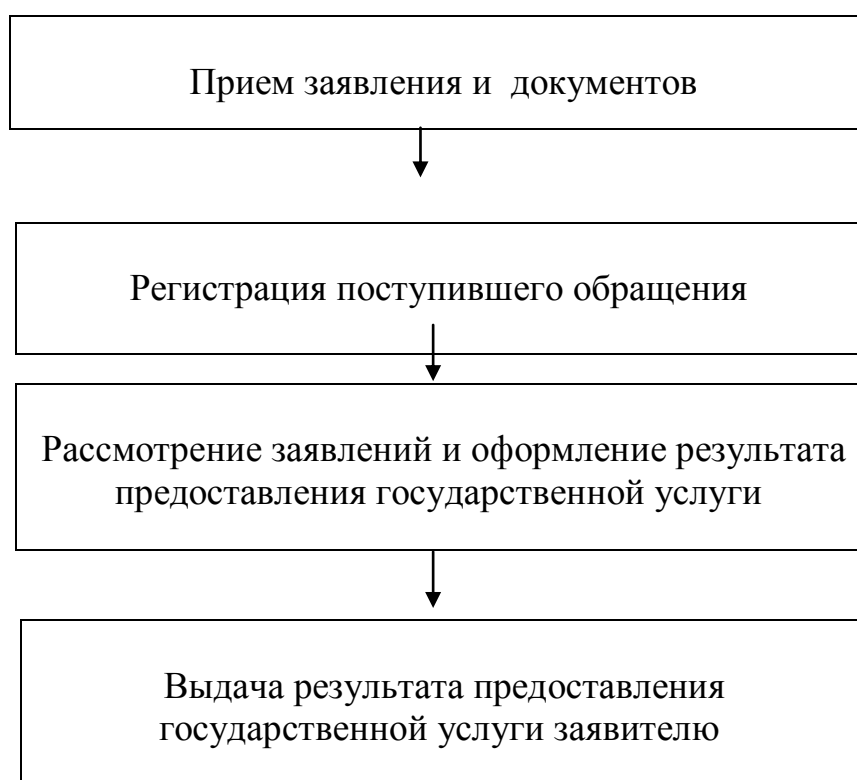 Прием заявления и  документов
Регистрация поступившего обращения
Рассмотрение заявлений и оформление результата
предоставления государственной услуги
Выдача результата предоставления
государственной услуги заявителю